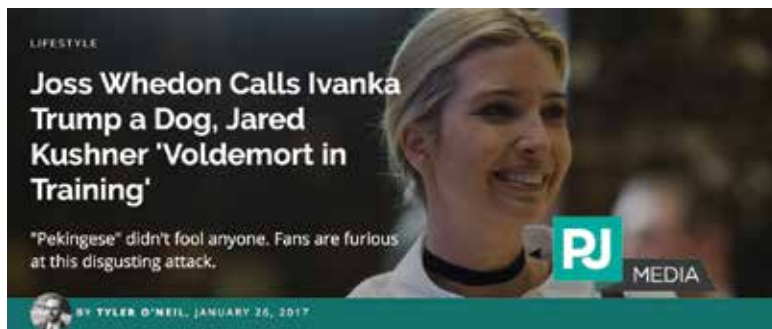 LIFESTYLE
Joss Whedon Calls Ivanka
Trump a Dog, Jared
Kushner 'Voldemort in
Training'
"Pekingese" didn't fool anyone. Fans are furious
at this disgusting attack.
PJ
MEDIA
BY TYLER O'NEIL, JANUARY 26, 2017